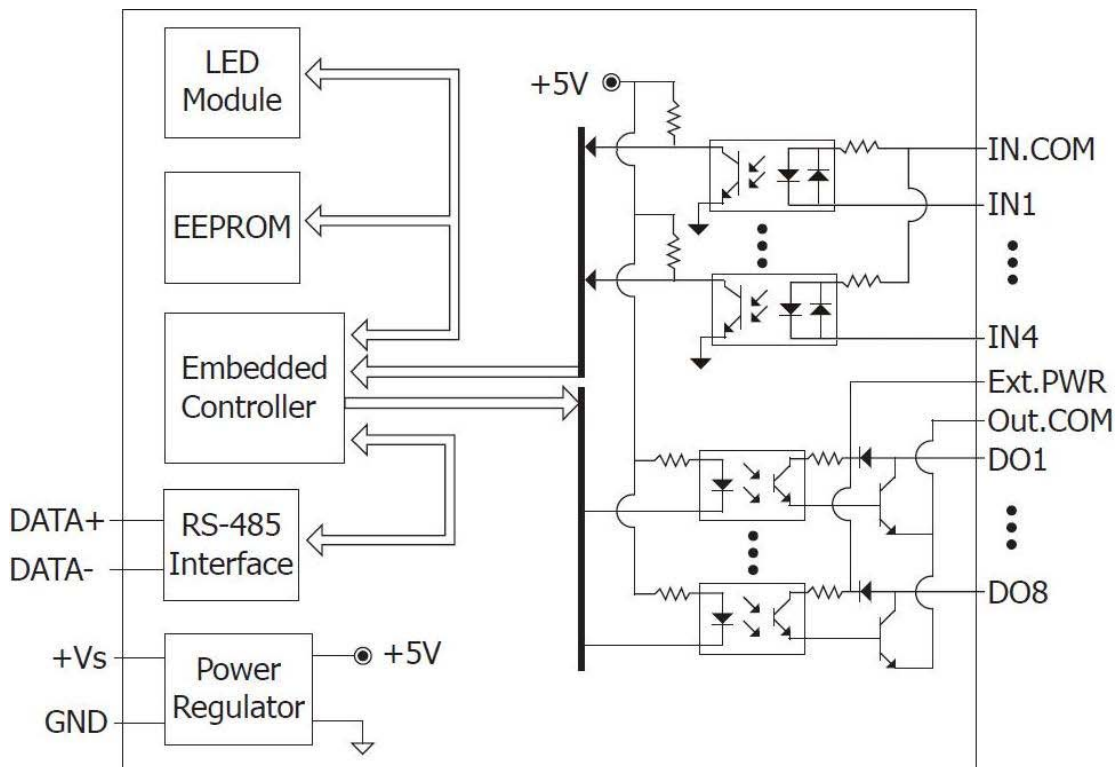 LED
Module
EEPROM
Embedded
Controller
RS-485
Interface
DATA+
DATA-
Power
Regulator
+Vs
GND
+5V
+5V
IN.COM
IN1
IN4
Ext.PWR
Out.COM
DO1
DO8